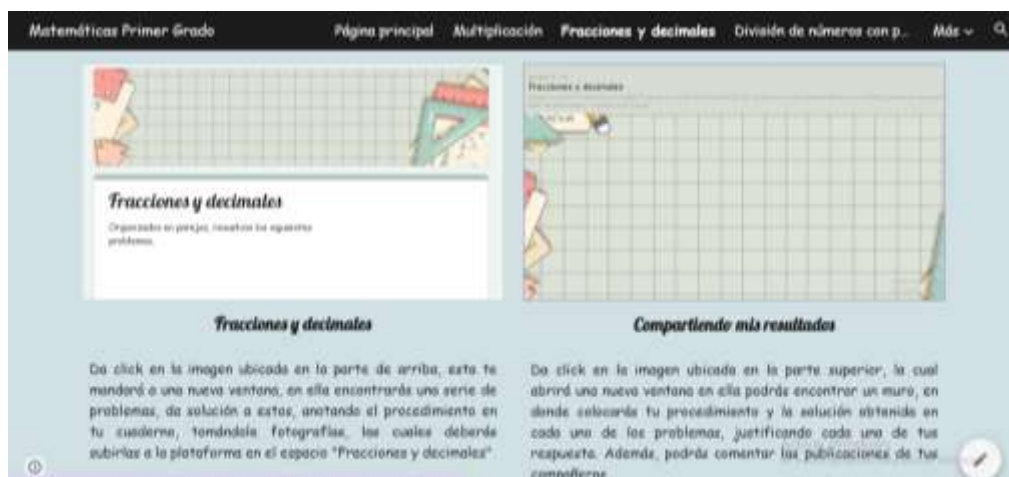 Matemáticas Primer Grado
Página principal Multiplicación Fracciones y decimales División de números con p... Más
Fracciones y decimales
Organizados en parejas, resuelvan los siguientes
problemas.
Fracciones y decimales
Fracciones y decimales
Da click en la imagen ubicada en la parte de arriba, esta te
mandará a una nueva ventana, en ella encontrarás una serie de
problemas, da solución a estos, anotando el procedimiento en
tu cuaderno, tomándole fotografías, las cuales deberás
subirlas a la plataforma en el espacio "Fracciones y decimales"
Compartiendo mis resultados
Da click en la imagen ubicada en la parte superior, la cual
abrirá una nueva ventana en ella podrás encontrar un muro, en
donde colocarás tu procedimiento y la solución obtenida en
cada una de los problemas, justificando cada una de tus
respuesta. Además, podrás comentar las publicaciones de tus
compañeros